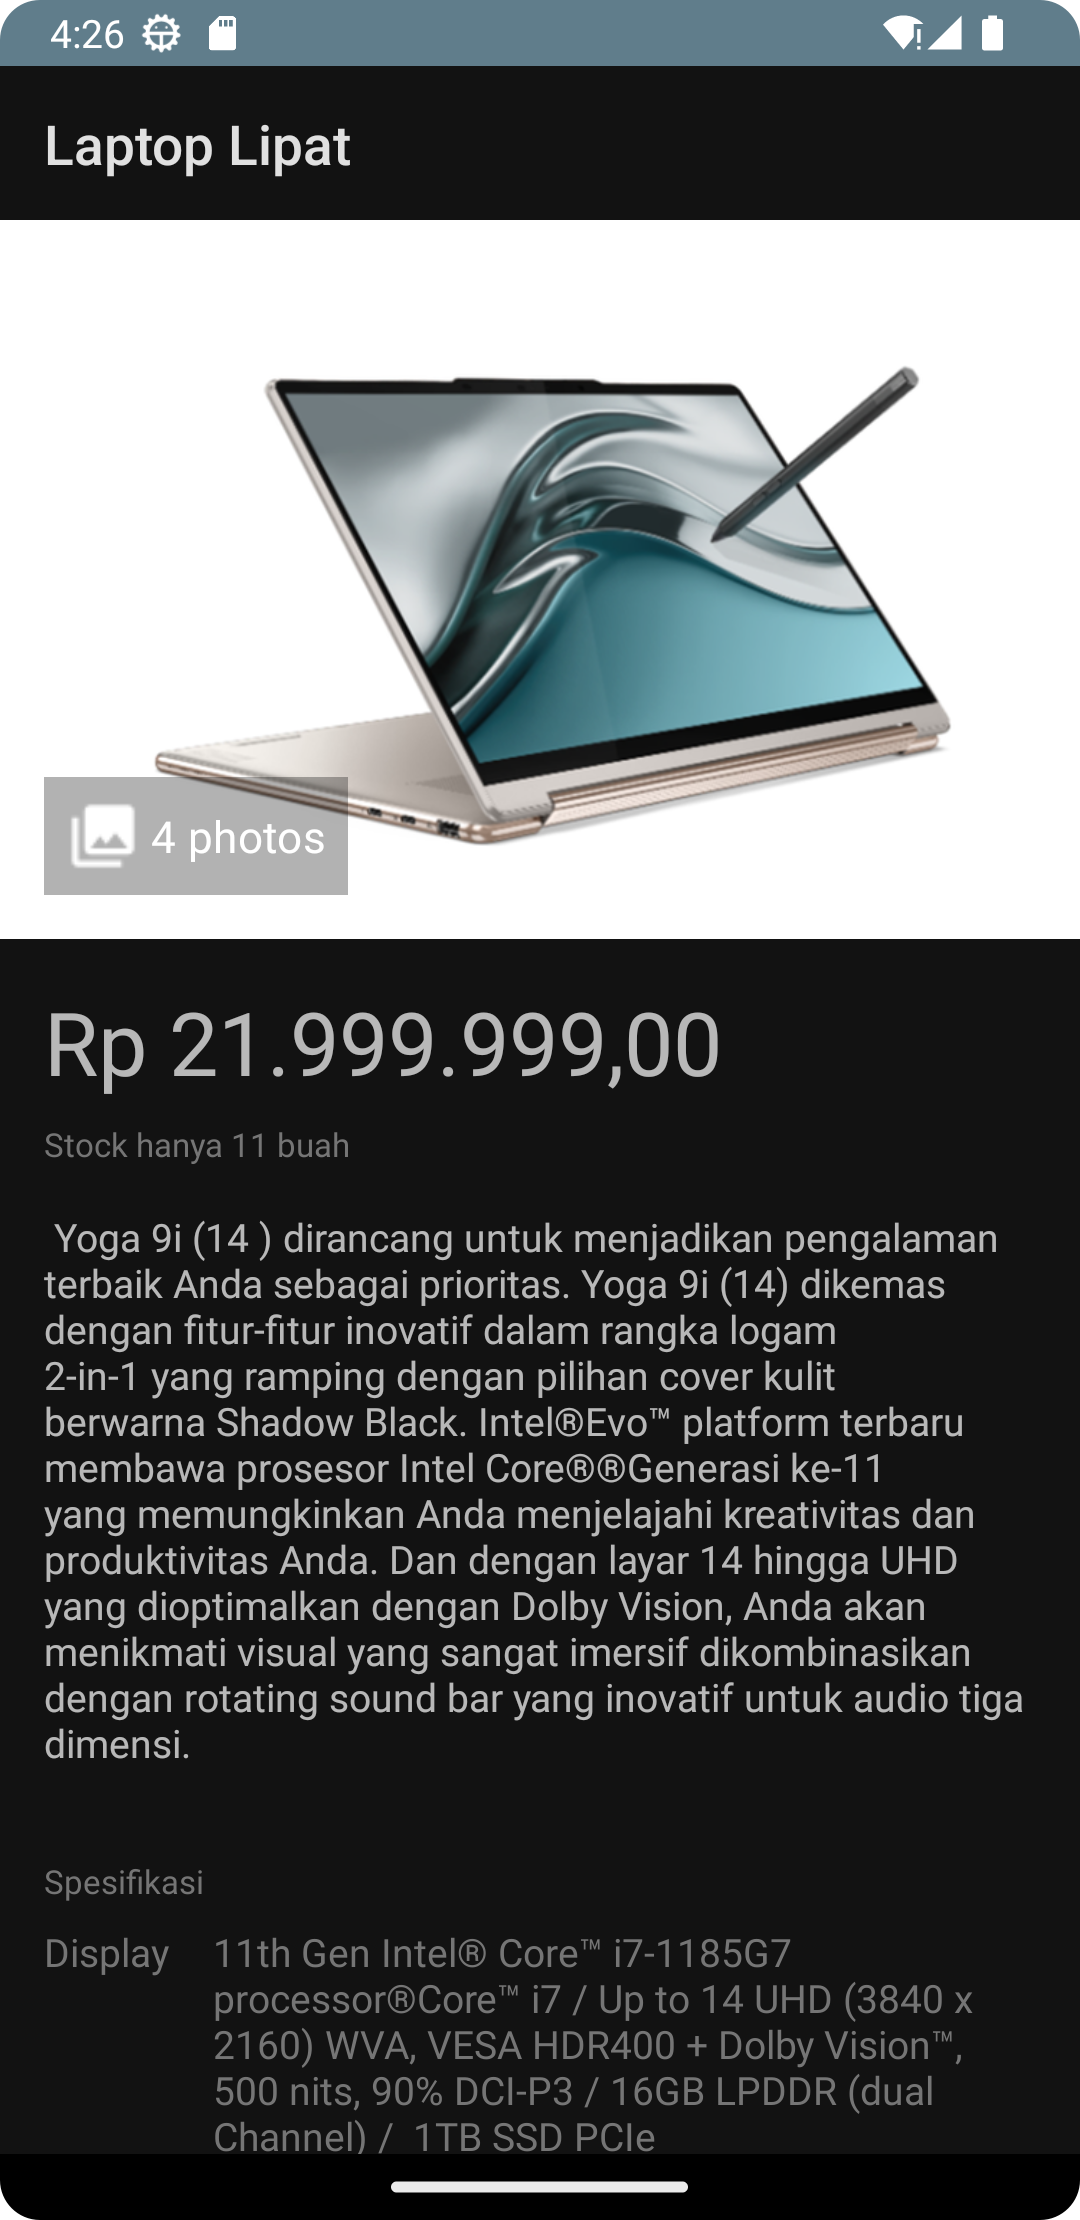 4:26
Laptop Lipat
4 photos
Rp 21.999.999,00
Stock hanya 11 buah
Yoga 9i (14 ) dirancang untuk menjadikan pengalaman
terbaik Anda sebagai prioritas. Yoga 9i (14) dikemas
dengan fitur-fitur inovatif dalam rangka logam
2-in-1 yang ramping dengan pilihan cover kulit
berwarna Shadow Black. Intel®Evo™ platform terbaru
membawa prosesor Intel Core®®Generasi ke-11
yang memungkinkan Anda menjelajahi kreativitas dan
produktivitas Anda. Dan dengan layar 14 hingga UHD
yang dioptimalkan dengan Dolby Vision, Anda akan
menikmati visual yang sangat imersif dikombinasikan
dengan rotating sound bar yang inovatif untuk audio tiga
dimensi.
Spesifikasi
Display 11th Gen Intel® Core™ i7-1185G7
processor®Core™ i7 / Up to 14 UHD (3840 x
2160) WVA, VESA HDR400 + Dolby Vision™,
500 nits, 90% DCI-P3 / 16GB LPDDR (dual
Channel) /  1TB SSD PCIe